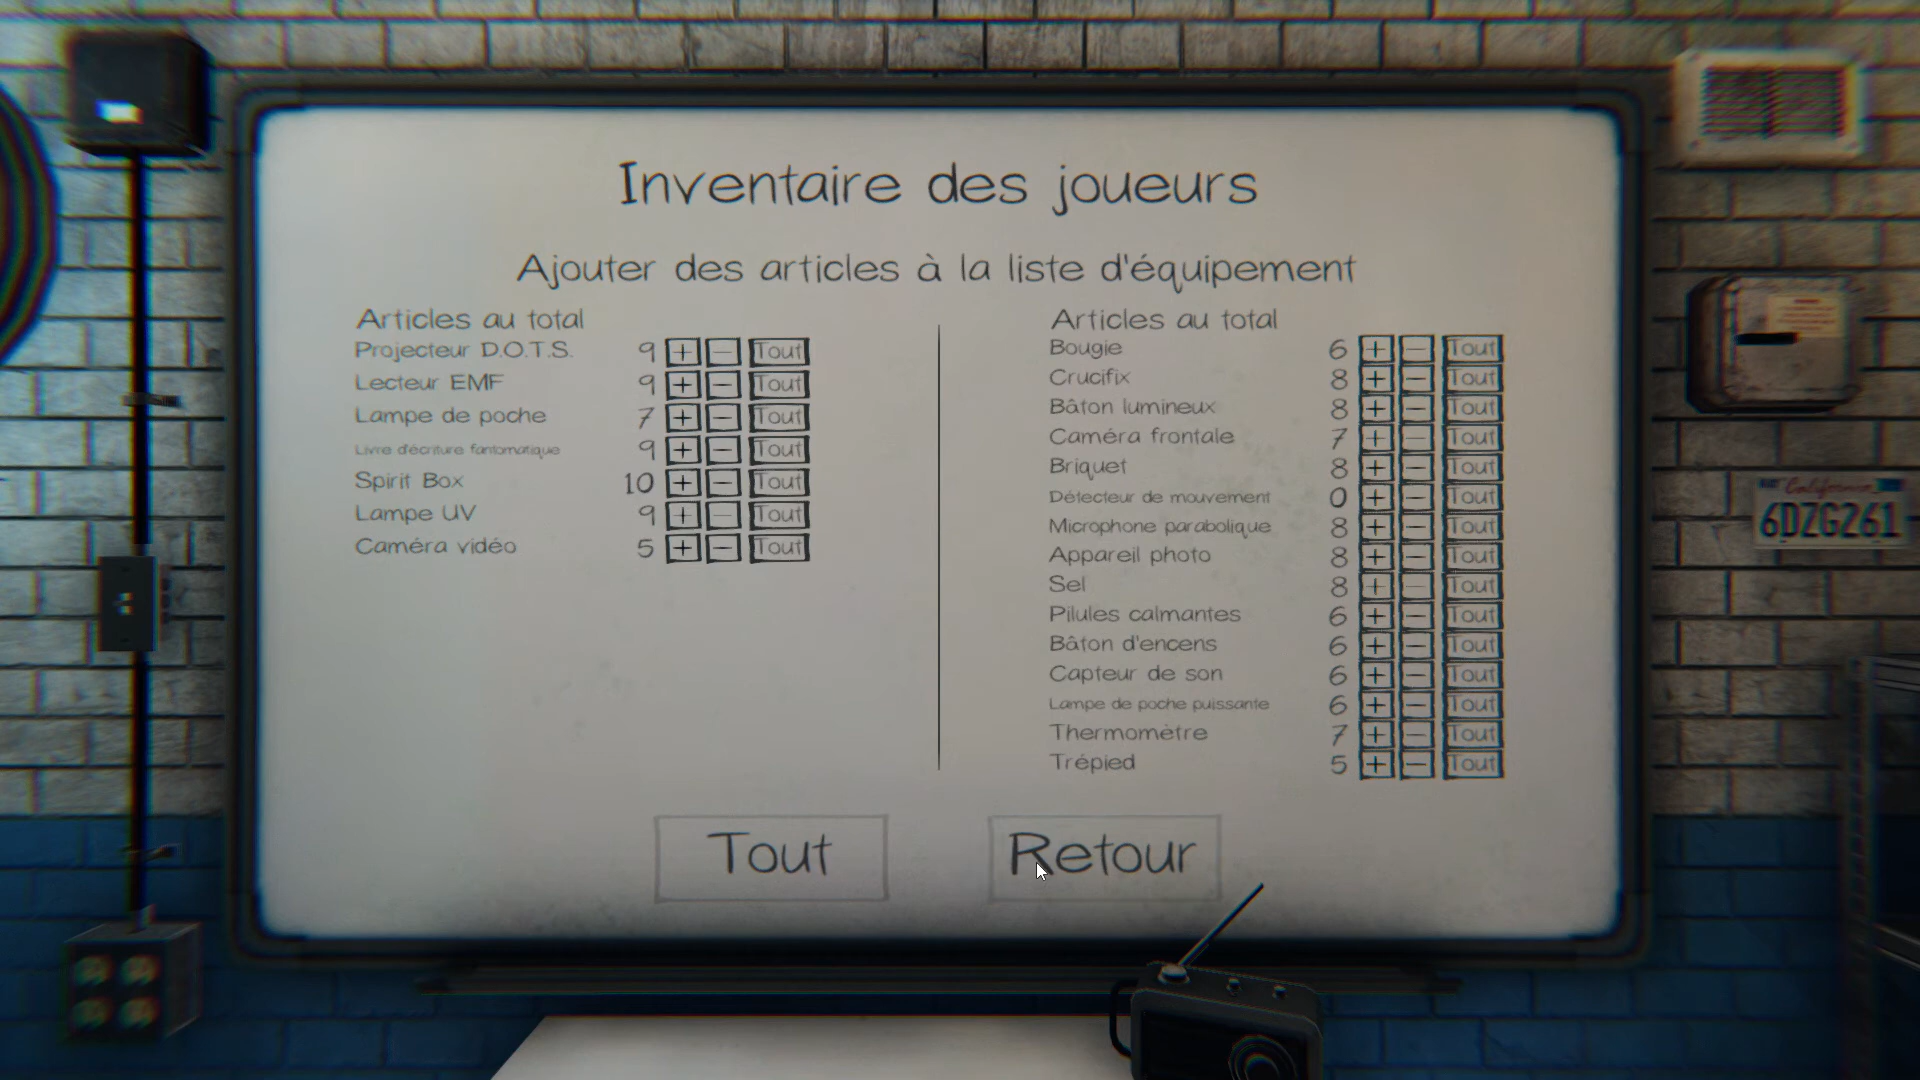 Inventaire des joueurs
Ajouter des articles à la liste d'équipement
Articles au total
Projecteur D.O.T.S. 9 + - Tout
Lecteur EMF 9 + - Tout
Lampe de poche 7 + - Tout
Livre d'écriture fantomatique 9 + - Tout
Spirit Box 10 + - Tout
Lampe UV 9 + - Tout
Caméra vidéo 5 + - Tout
Articles au total
Bougie 6 + - Tout
Crucifix 8 + - Tout
Bâton lumineux 8 + - Tout
Caméra frontale 7 + - Tout
Briquet 8 + - Tout
Détecteur de mouvement 0 + - Tout
Microphone parabolique 8 + - Tout
Appareil photo 8 + - Tout
Sel 8 + - Tout
Pilules calmantes 6 + - Tout
Bâton d'encens 6 + - Tout
Capteur de son 6 + - Tout
Lampe de poche puissante 6 + - Tout
Thermomètre 7 + - Tout
Trépied 5 + - Tout
Tout
Retour
California
6DZG261